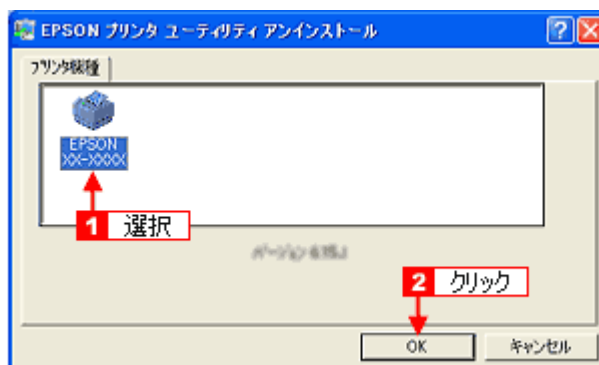 EPSON プリンタ ユーティリティ アンインストール
プリンタ機種
EPSON
XX-XXXX
1 選択
2 クリック
OK
キャンセル